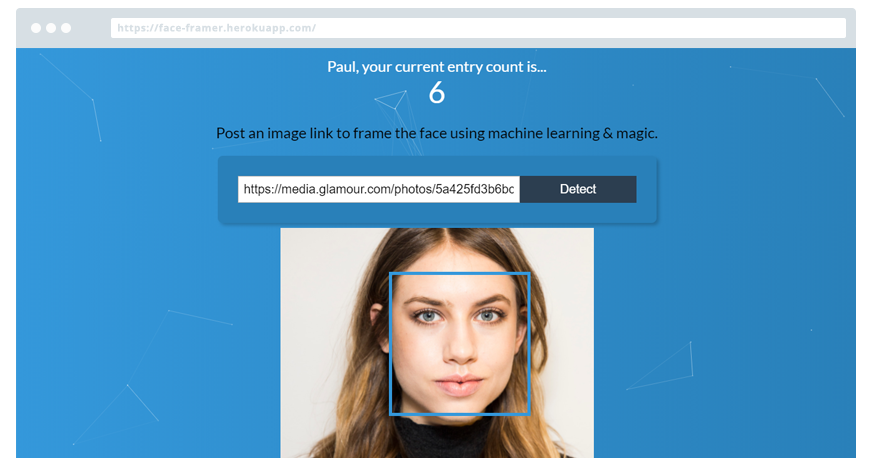 https://face-framer.herokuapp.com/
Paul, your current entry count is...
6
Post an image link to frame the face using machine learning & magic.
https://media.glamour.com/photos/5a425fd3b6bc Detect